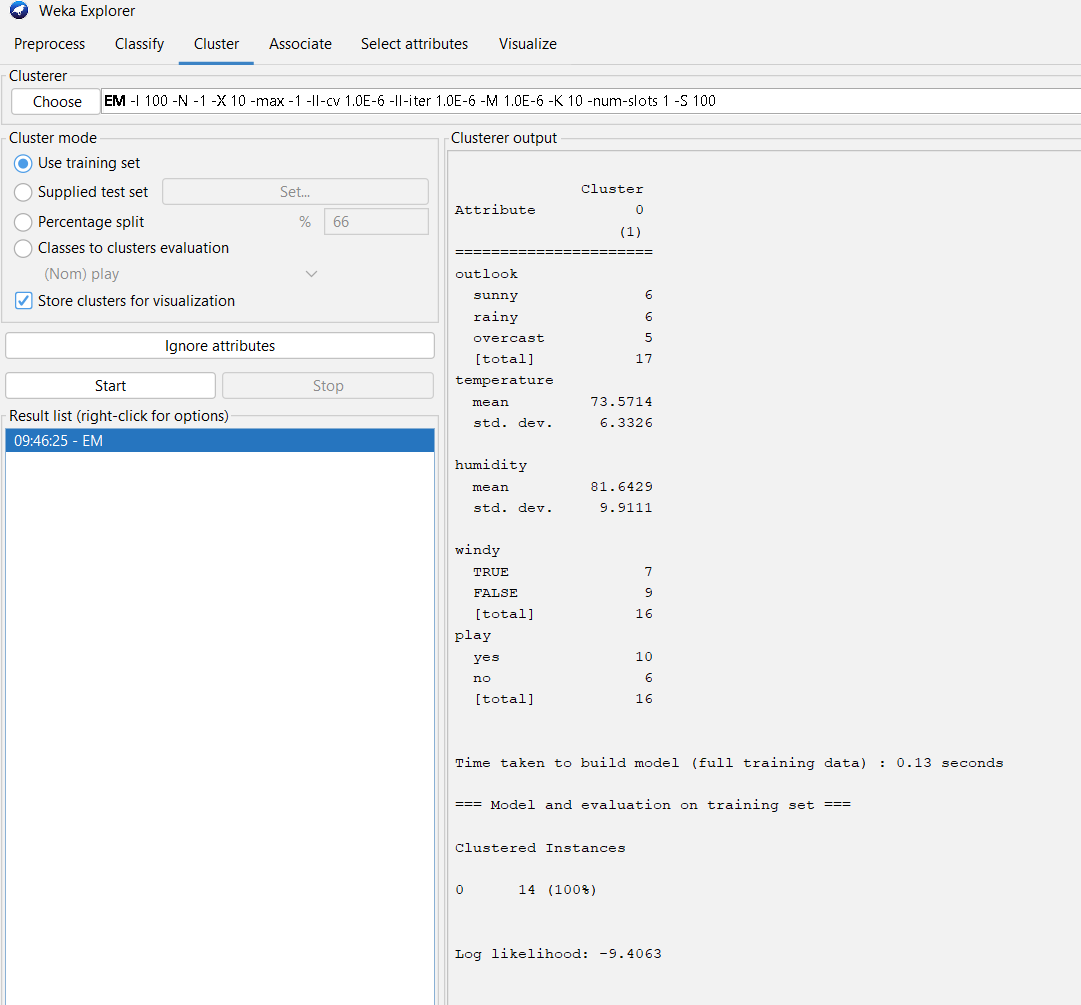 Weka Explorer
Preprocess Classify Cluster Associate Select attributes Visualize
Clusterer
Choose EM -I 100 -N -1 -X 10 -max -1 -ll-cv 1.0E-6 -ll-iter 1.0E-6 -M 1.0E-6 -K 10 -num-slots 1 -S 100
Cluster mode
Use training set
Supplied test set Set...
Percentage split % 66
Classes to clusters evaluation
(Nom) play
Store clusters for visualization
Ignore attributes
Start Stop
Result list (right-click for options)
09:46:25 - EM
Clusterer output
Cluster
Attribute 0
(1)
======================
outlook
sunny 6
rainy 6
overcast 5
[total] 17
temperature
mean 73.5714
std. dev. 6.3326
humidity
mean 81.6429
std. dev. 9.9111
windy
TRUE 7
FALSE 9
[total] 16
play
yes 10
no 6
[total] 16
Time taken to build model (full training data) : 0.13 seconds
=== Model and evaluation on training set ===
Clustered Instances
0 14 (100%)
Log likelihood: -9.4063